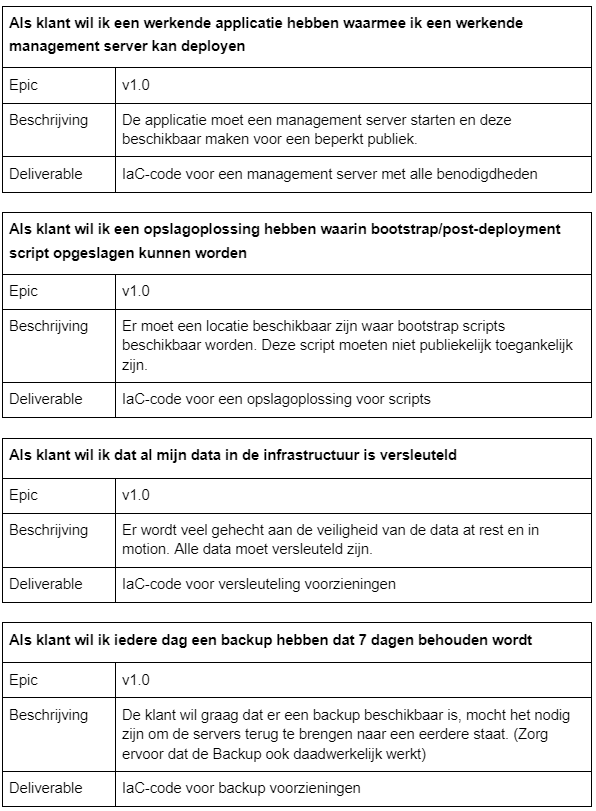 Als klant wil ik een werkende applicatie hebben waarmee ik een werkende
management server kan deployen
Epic v1.0
Beschrijving De applicatie moet een management server starten en deze
beschikbaar maken voor een beperkt publiek.
Deliverable IaC-code voor een management server met alle benodigdheden
Als klant wil ik een opslagoplossing hebben waarin bootstrap/post-deployment
script opgeslagen kunnen worden
Epic v1.0
Beschrijving Er moet een locatie beschikbaar zijn waar bootstrap scripts
beschikbaar worden. Deze script moeten niet publiekelijk toegankelijk
zijn.
Deliverable IaC-code voor een opslagoplossing voor scripts
Als klant wil ik dat al mijn data in de infrastructuur is versleuteld
Epic v1.0
Beschrijving Er wordt veel gehecht aan de veiligheid van de data at rest en in
motion. Alle data moet versleuteld zijn.
Deliverable IaC-code voor versleuteling voorzieningen
Als klant wil ik iedere dag een backup hebben dat 7 dagen behouden wordt
Epic v1.0
Beschrijving De klant wil graag dat er een backup beschikbaar is, mocht het nodig
zijn om de servers terug te brengen naar een eerdere staat. (Zorg
ervoor dat de Backup ook daadwerkelijk werkt)
Deliverable IaC-code voor backup voorzieningen